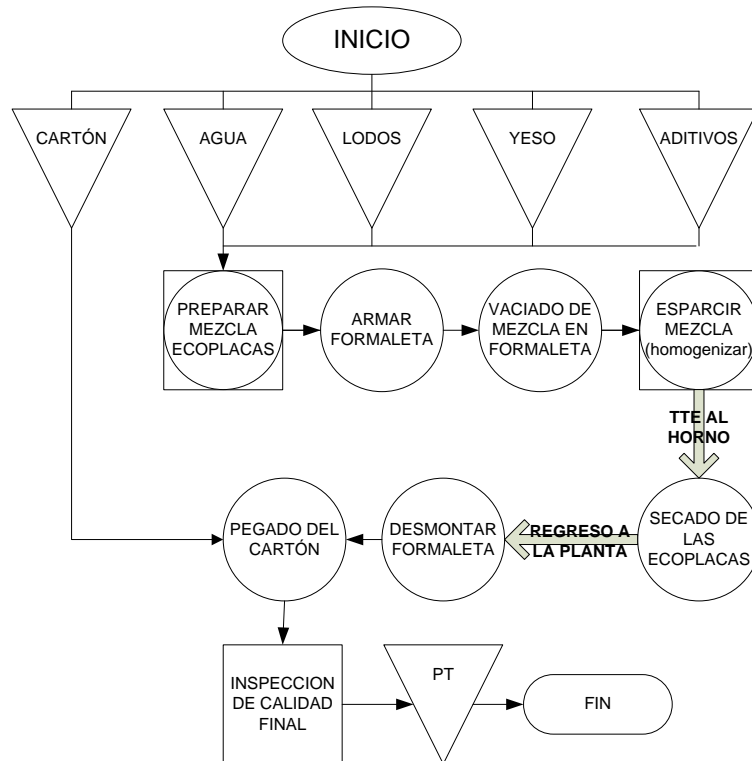 INICIO
CARTÓN
AGUA
LODOS
YESO
ADITIVOS
PREPARAR
MEZCLA
ECOPLACAS
ARMAR
FORMALETA
VACIADO DE
MEZCLA EN
FORMALETA
ESPARCIR
MEZCLA
(homogenizar)
TTE AL
HORNO
PEGADO DEL
CARTÓN
DESMONTAR
FORMALETA
REGRESO A
LA PLANTA
SECADO DE
LAS
ECOPLACAS
INSPECCION
DE CALIDAD
FINAL
PT
FIN